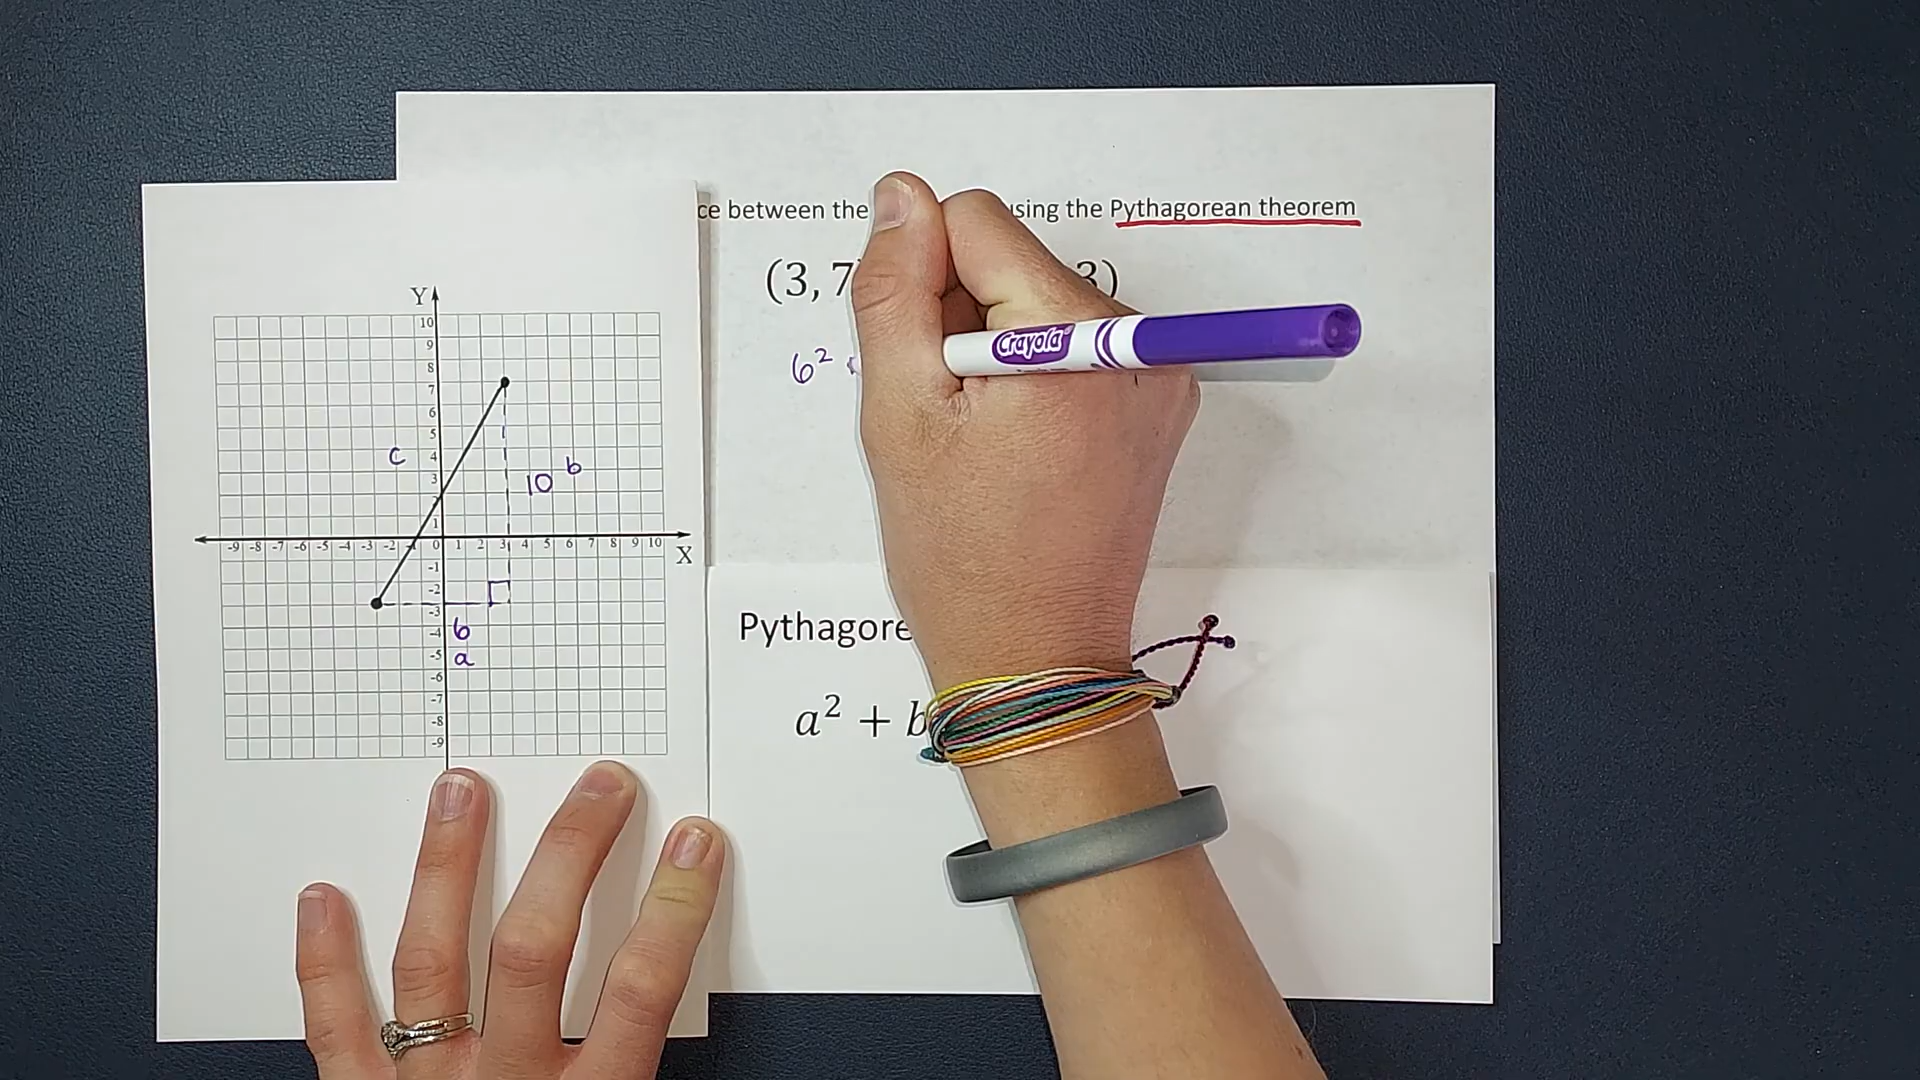 ce between the using the Pythagorean theorem
(3,7 3)
6²
Crayola
Y
10
9
8
7
6
5
4
3
2
1
c
10 b
-9 -8 -7 -6 -5 -4 -3 -2 -1 0 1 2 3 4 5 6 7 8 9 10
X
-1
-2
-3
-4
-5
-6
-7
-8
-9
6
a
Pythagore
a² + b